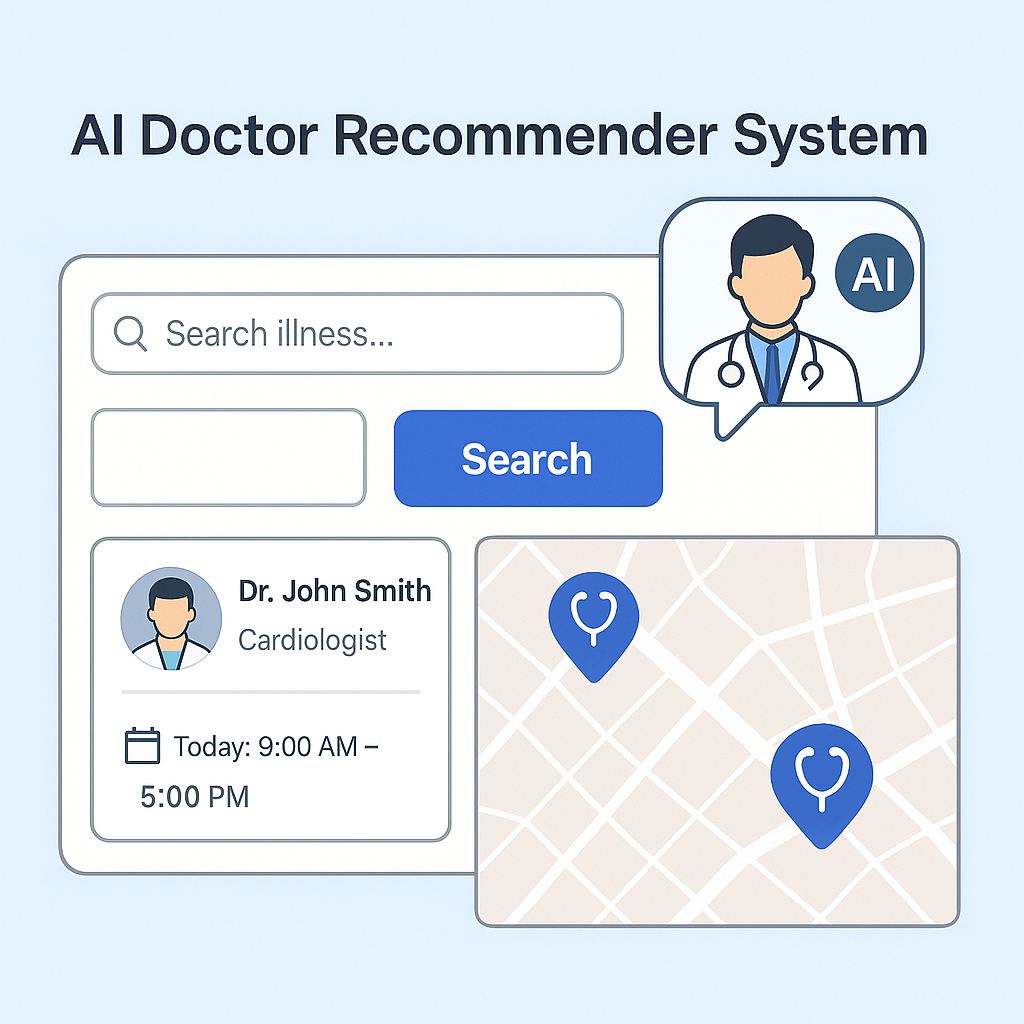 AI Doctor Recommender System
AI
Search illness...
Search
Dr. John Smith
Cardiologist
Today: 9:00 AM –
5:00 PM